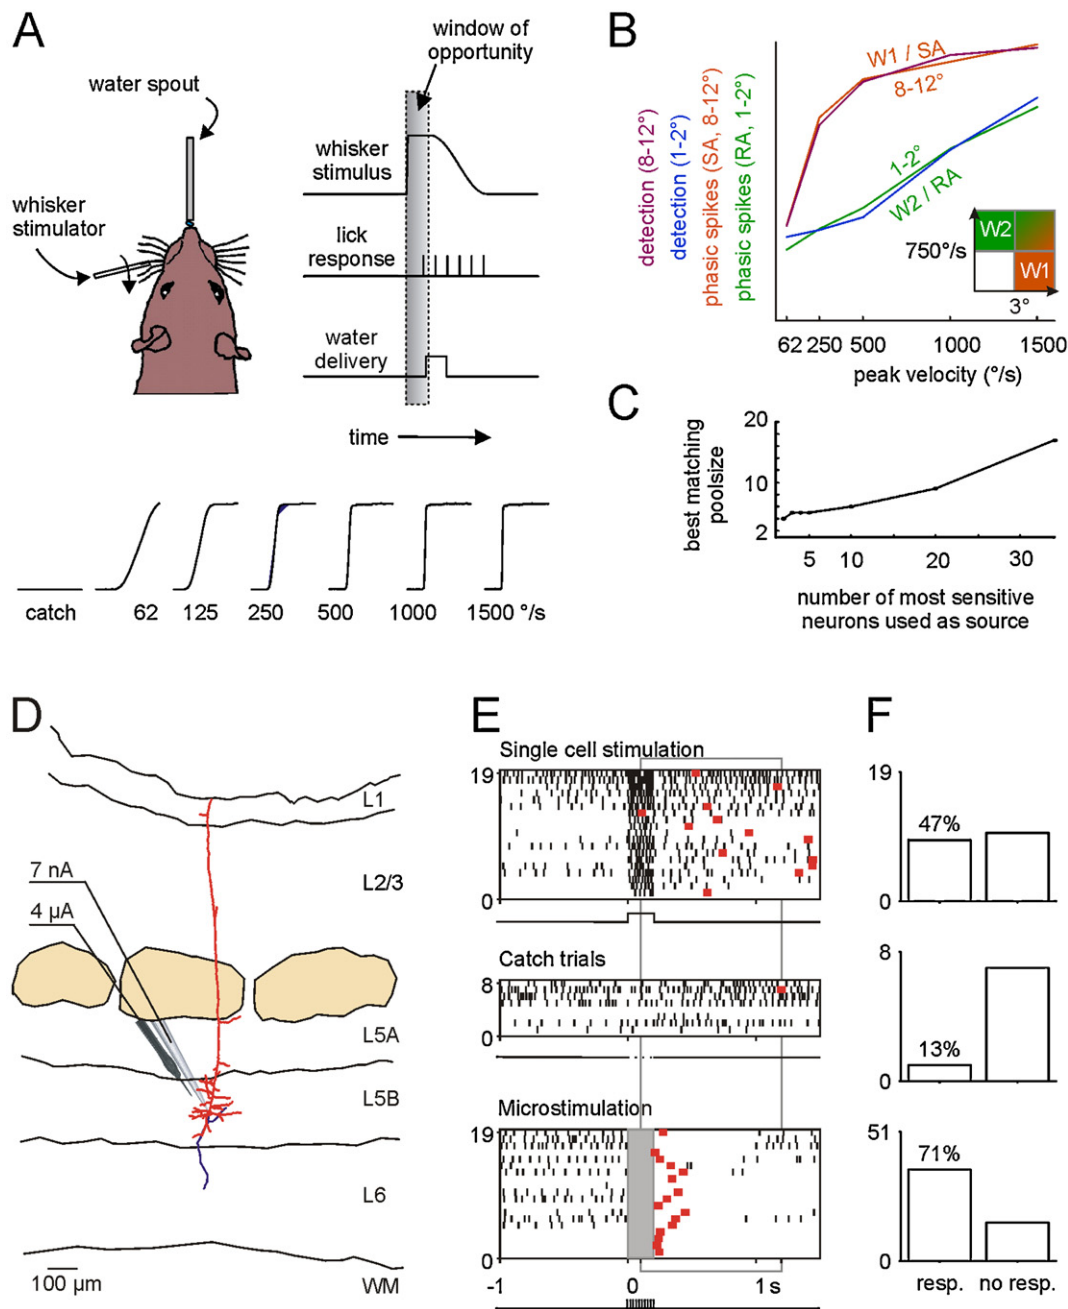 A
water spout
whisker
stimulator
window of
opportunity
whisker
stimulus
lick
response
water
delivery
time
catch 62 125 250 500 1000 1500 °/s
B
detection (8-12°)
detection (1-2°)
phasic spikes (SA, 8-12°)
phasic spikes (RA, 1-2°)
W1 / SA
8-12°
1-2°
W2 / RA
750°/s
W2
W1
3°
62 250 500 1000 1500
peak velocity (°/s)
C
best matching
poolsize
20
10
2
5 10 20 30
number of most sensitive
neurons used as source
D
L1
L2/3
7 nA
4 µA
L5A
L5B
L6
WM
100 µm
E
Single cell stimulation
19
0
Catch trials
8
0
Microstimulation
19
0
-1 0 1 s
F
19
47%
0
8
13%
0
51
71%
0
resp. no resp.